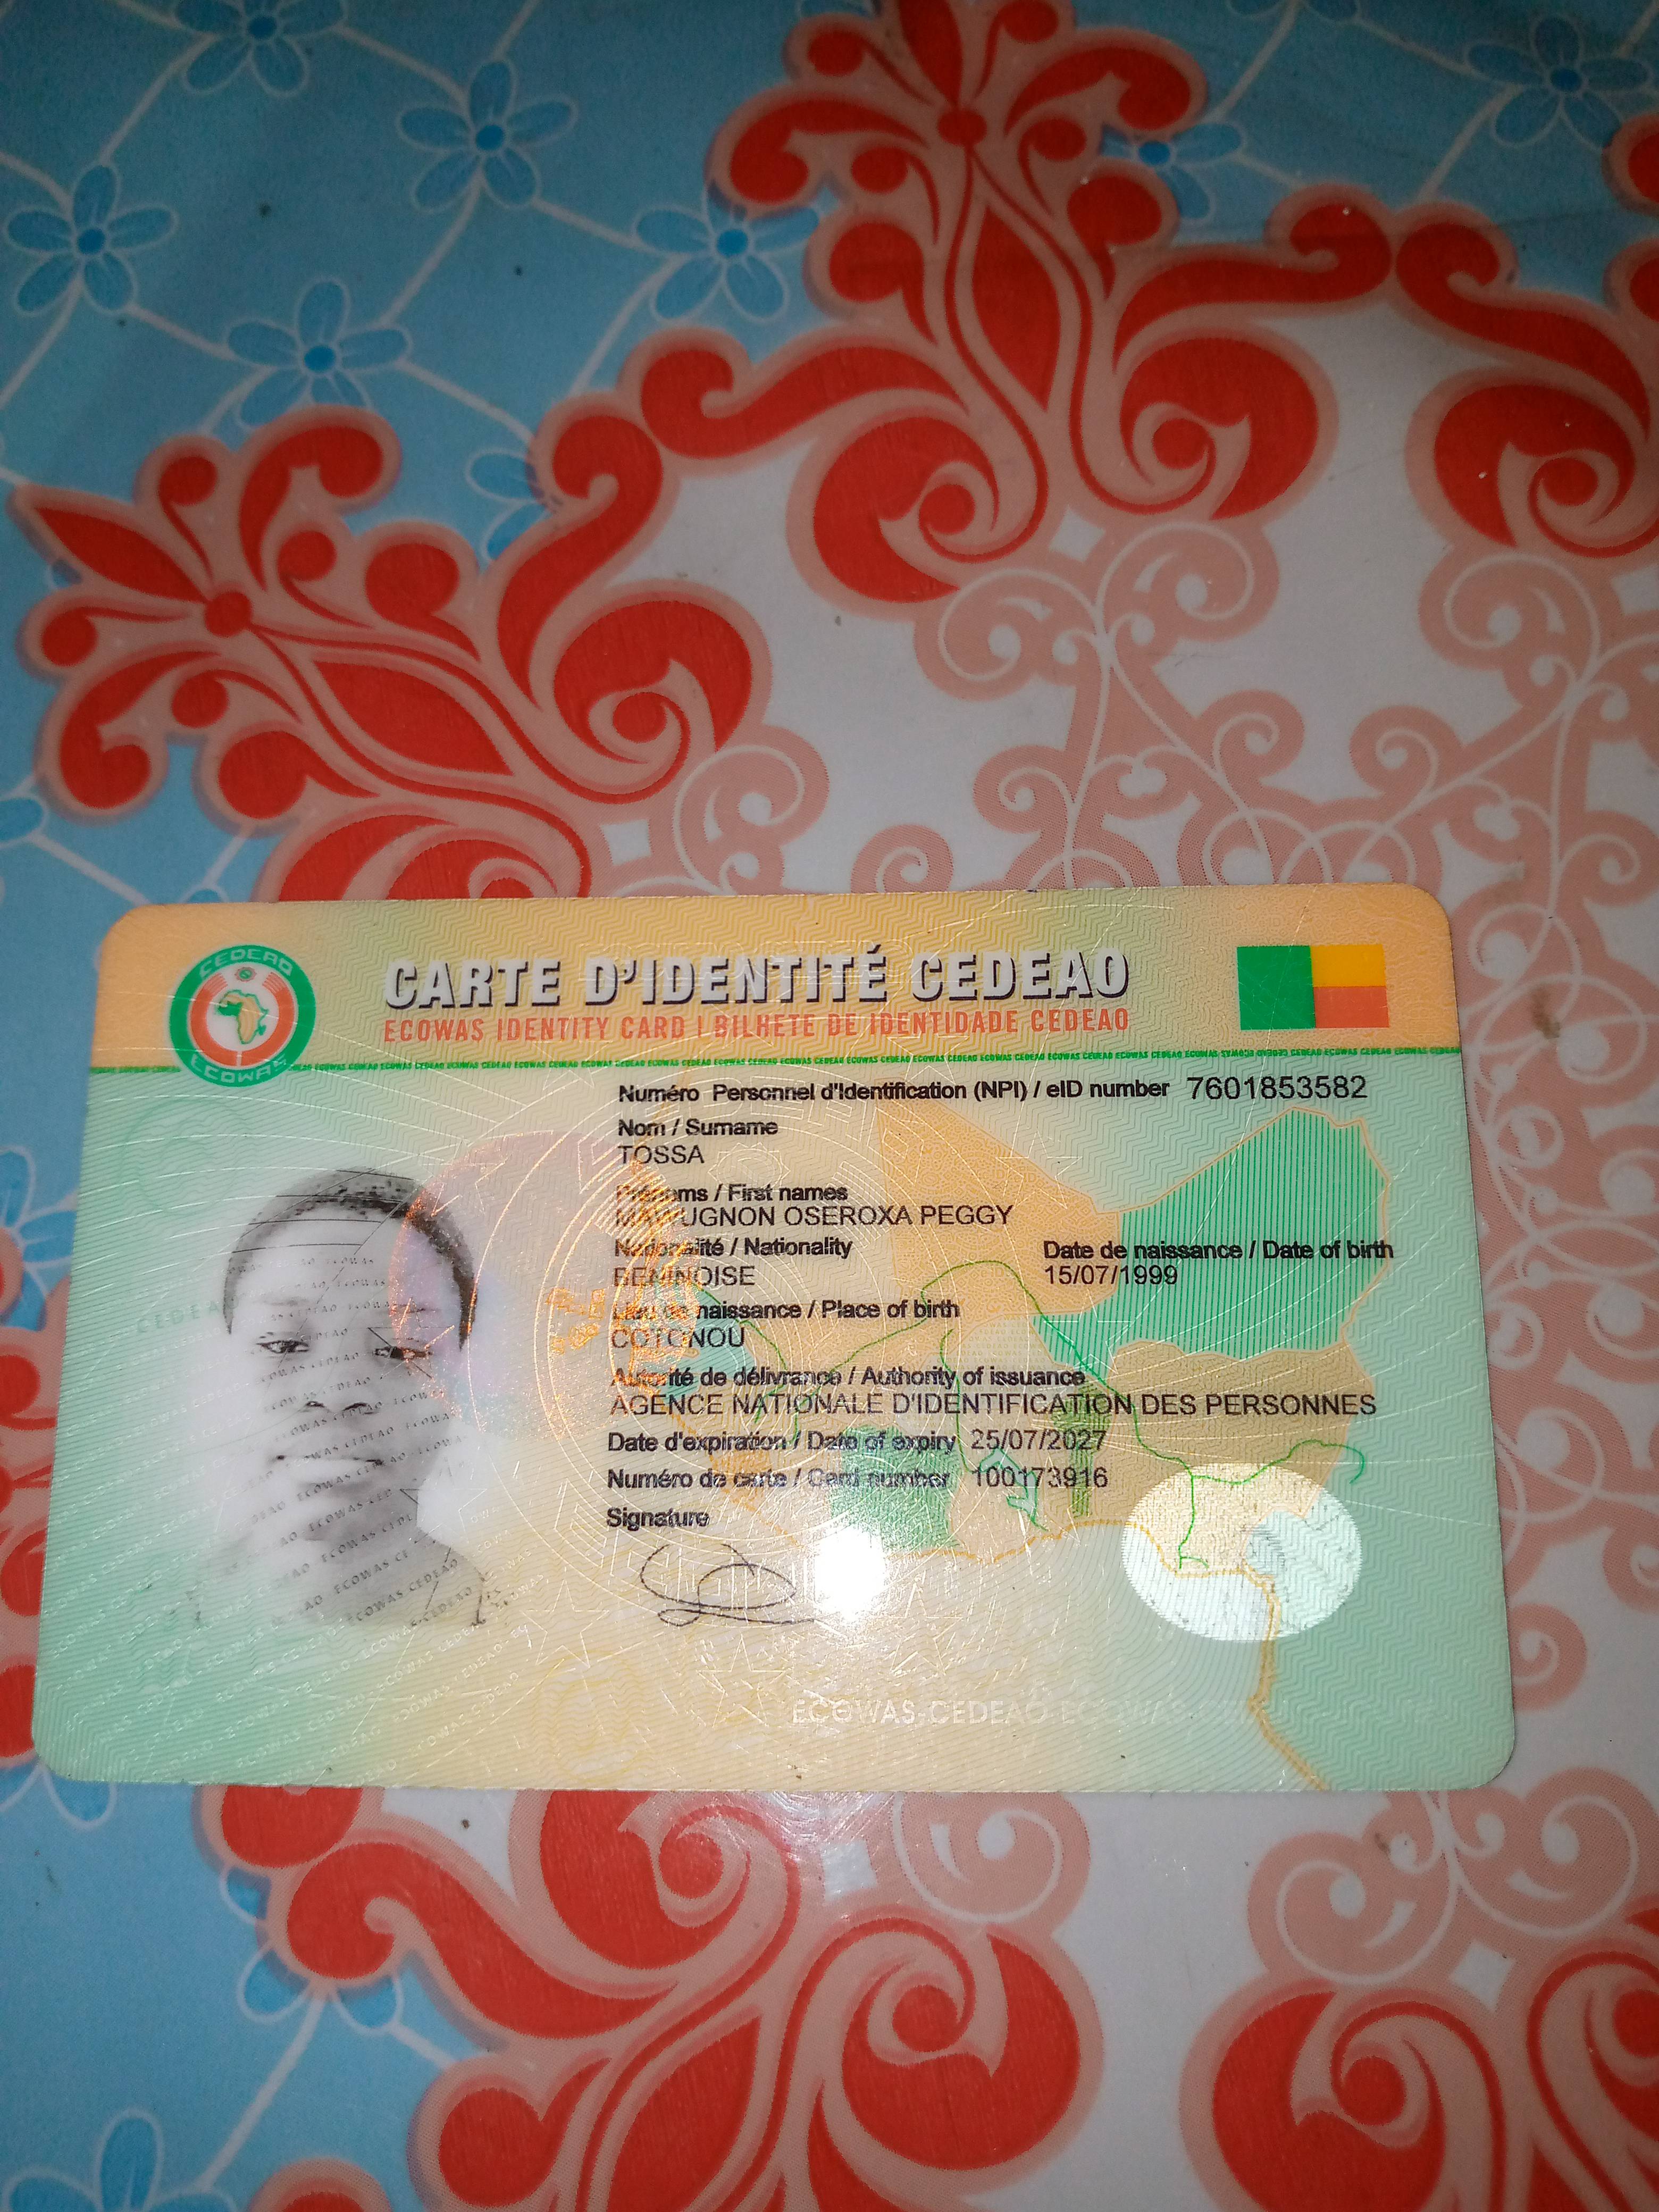 CEDEAO
ECOWAS
CARTE D'IDENTITÉ CEDEAO
ECOWAS IDENTITY CARD | BILHETE DE IDENTIDADE CEDEAO
Numéro Personnel d'Identification (NPI) / eID number 7601853582
Nom / Surname
TOSSA
Prénoms / First names
MAWUGNON OSEROXA PEGGY
Nationalité / Nationality
BENINOISE
Date de naissance / Date of birth
15/07/1999
Lieu de naissance / Place of birth
COTONOU
Autorité de délivrance / Authority of issuance
AGENCE NATIONALE D'IDENTIFICATION DES PERSONNES
Date d'expiration / Date of expiry 25/07/2027
Numéro de carte / Card number 100173916
Signature
ECOWAS-CEDEAO-ECOWAS